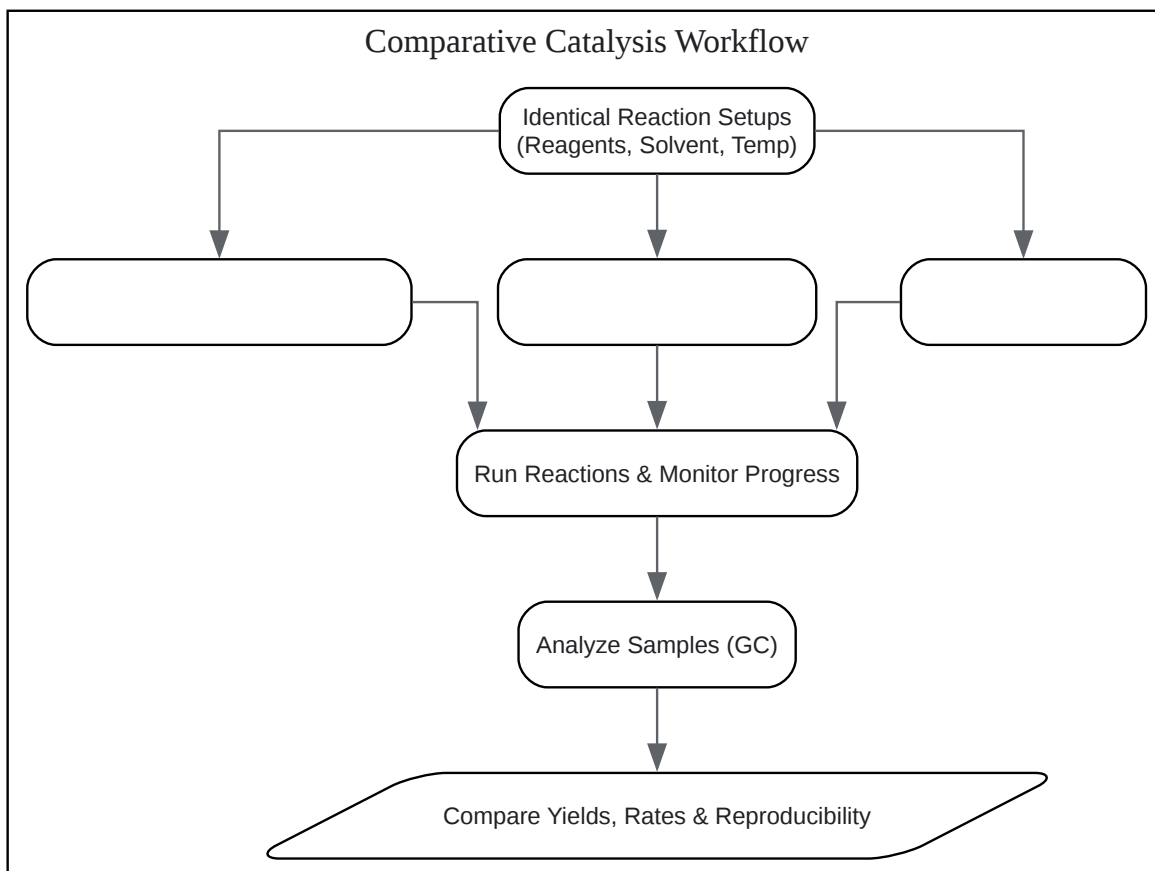 Comparative Catalysis Workflow
Identical Reaction Setups
(Reagents, Solvent, Temp)
Run Reactions & Monitor Progress
Analyze Samples (GC)
Compare Yields, Rates & Reproducibility